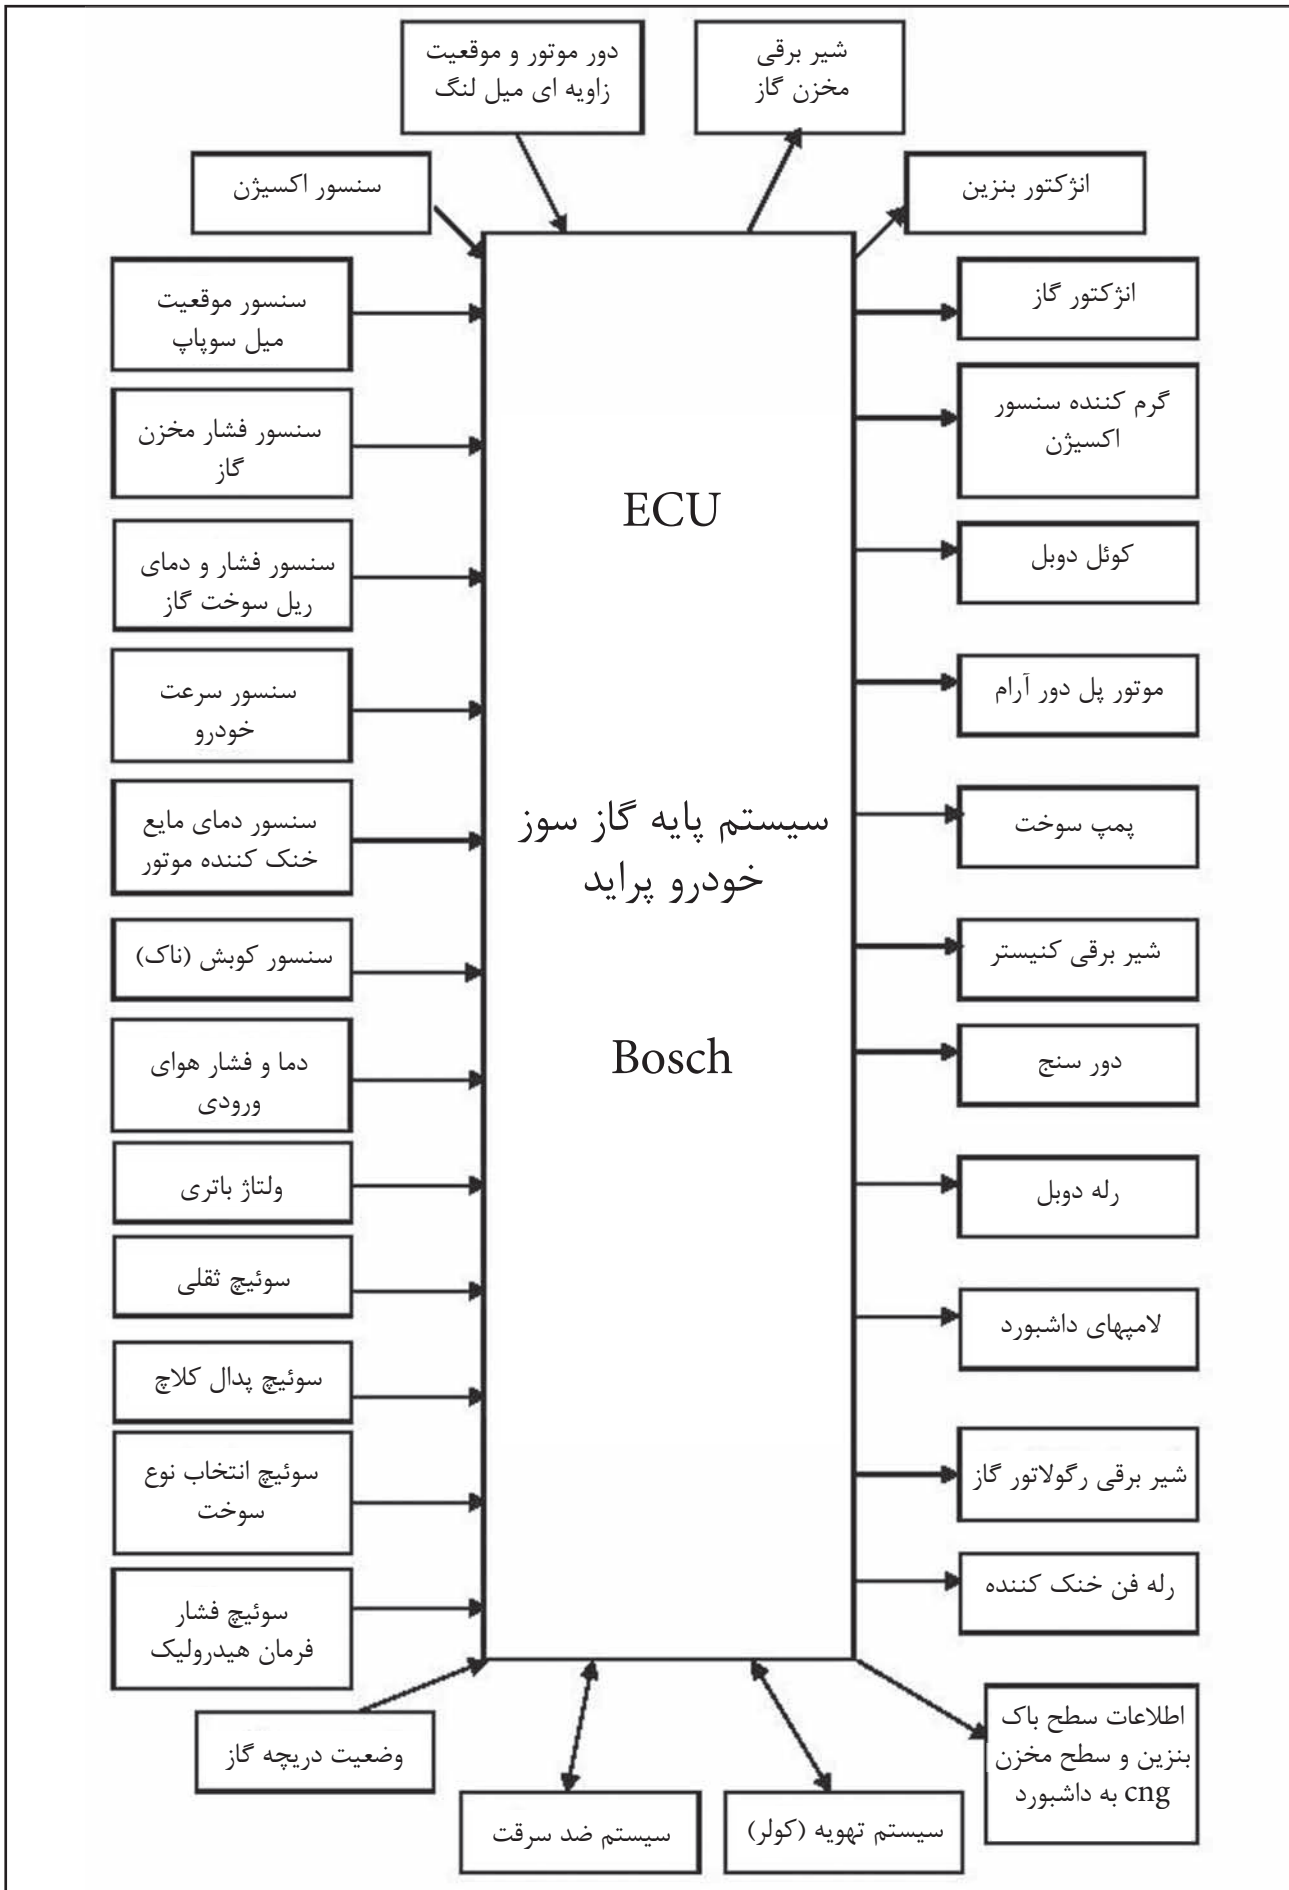 دور موتور و موقعیت
زاویه ای میل لنگ
شیر برقی
مخزن گاز
سنسور اکسیژن
انژکتور بنزین
سنسور موقعیت
میل سوپاپ
انژکتور گاز
سنسور فشار مخزن
گاز
گرم کننده سنسور
اکسیژن
سنسور فشار و دمای
ریل سوخت گاز
کوئل دوبل
سنسور سرعت
خودرو
موتور پل دور آرام
سنسور دمای مایع
خنک کننده موتور
پمپ سوخت
سنسور کوبش (ناک)
شیر برقی کنیستر
دما و فشار هوای
ورودی
دور سنج
ولتاژ باتری
رله دوبل
سوئیچ ثقلی
لامپهای داشبورد
سوئیچ پدال کلاچ
سوئیچ انتخاب نوع
سوخت
شیر برقی رگولاتور گاز
سوئیچ فشار
فرمان هیدرولیک
رله فن خنک کننده
ECU
سیستم پایه گاز سوز
خودرو پراید
Bosch
وضعیت دریچه گاز
سیستم ضد سرقت
سیستم تهویه (کولر)
اطلاعات سطح باک
بنزین و سطح مخزن
cng به داشبورد